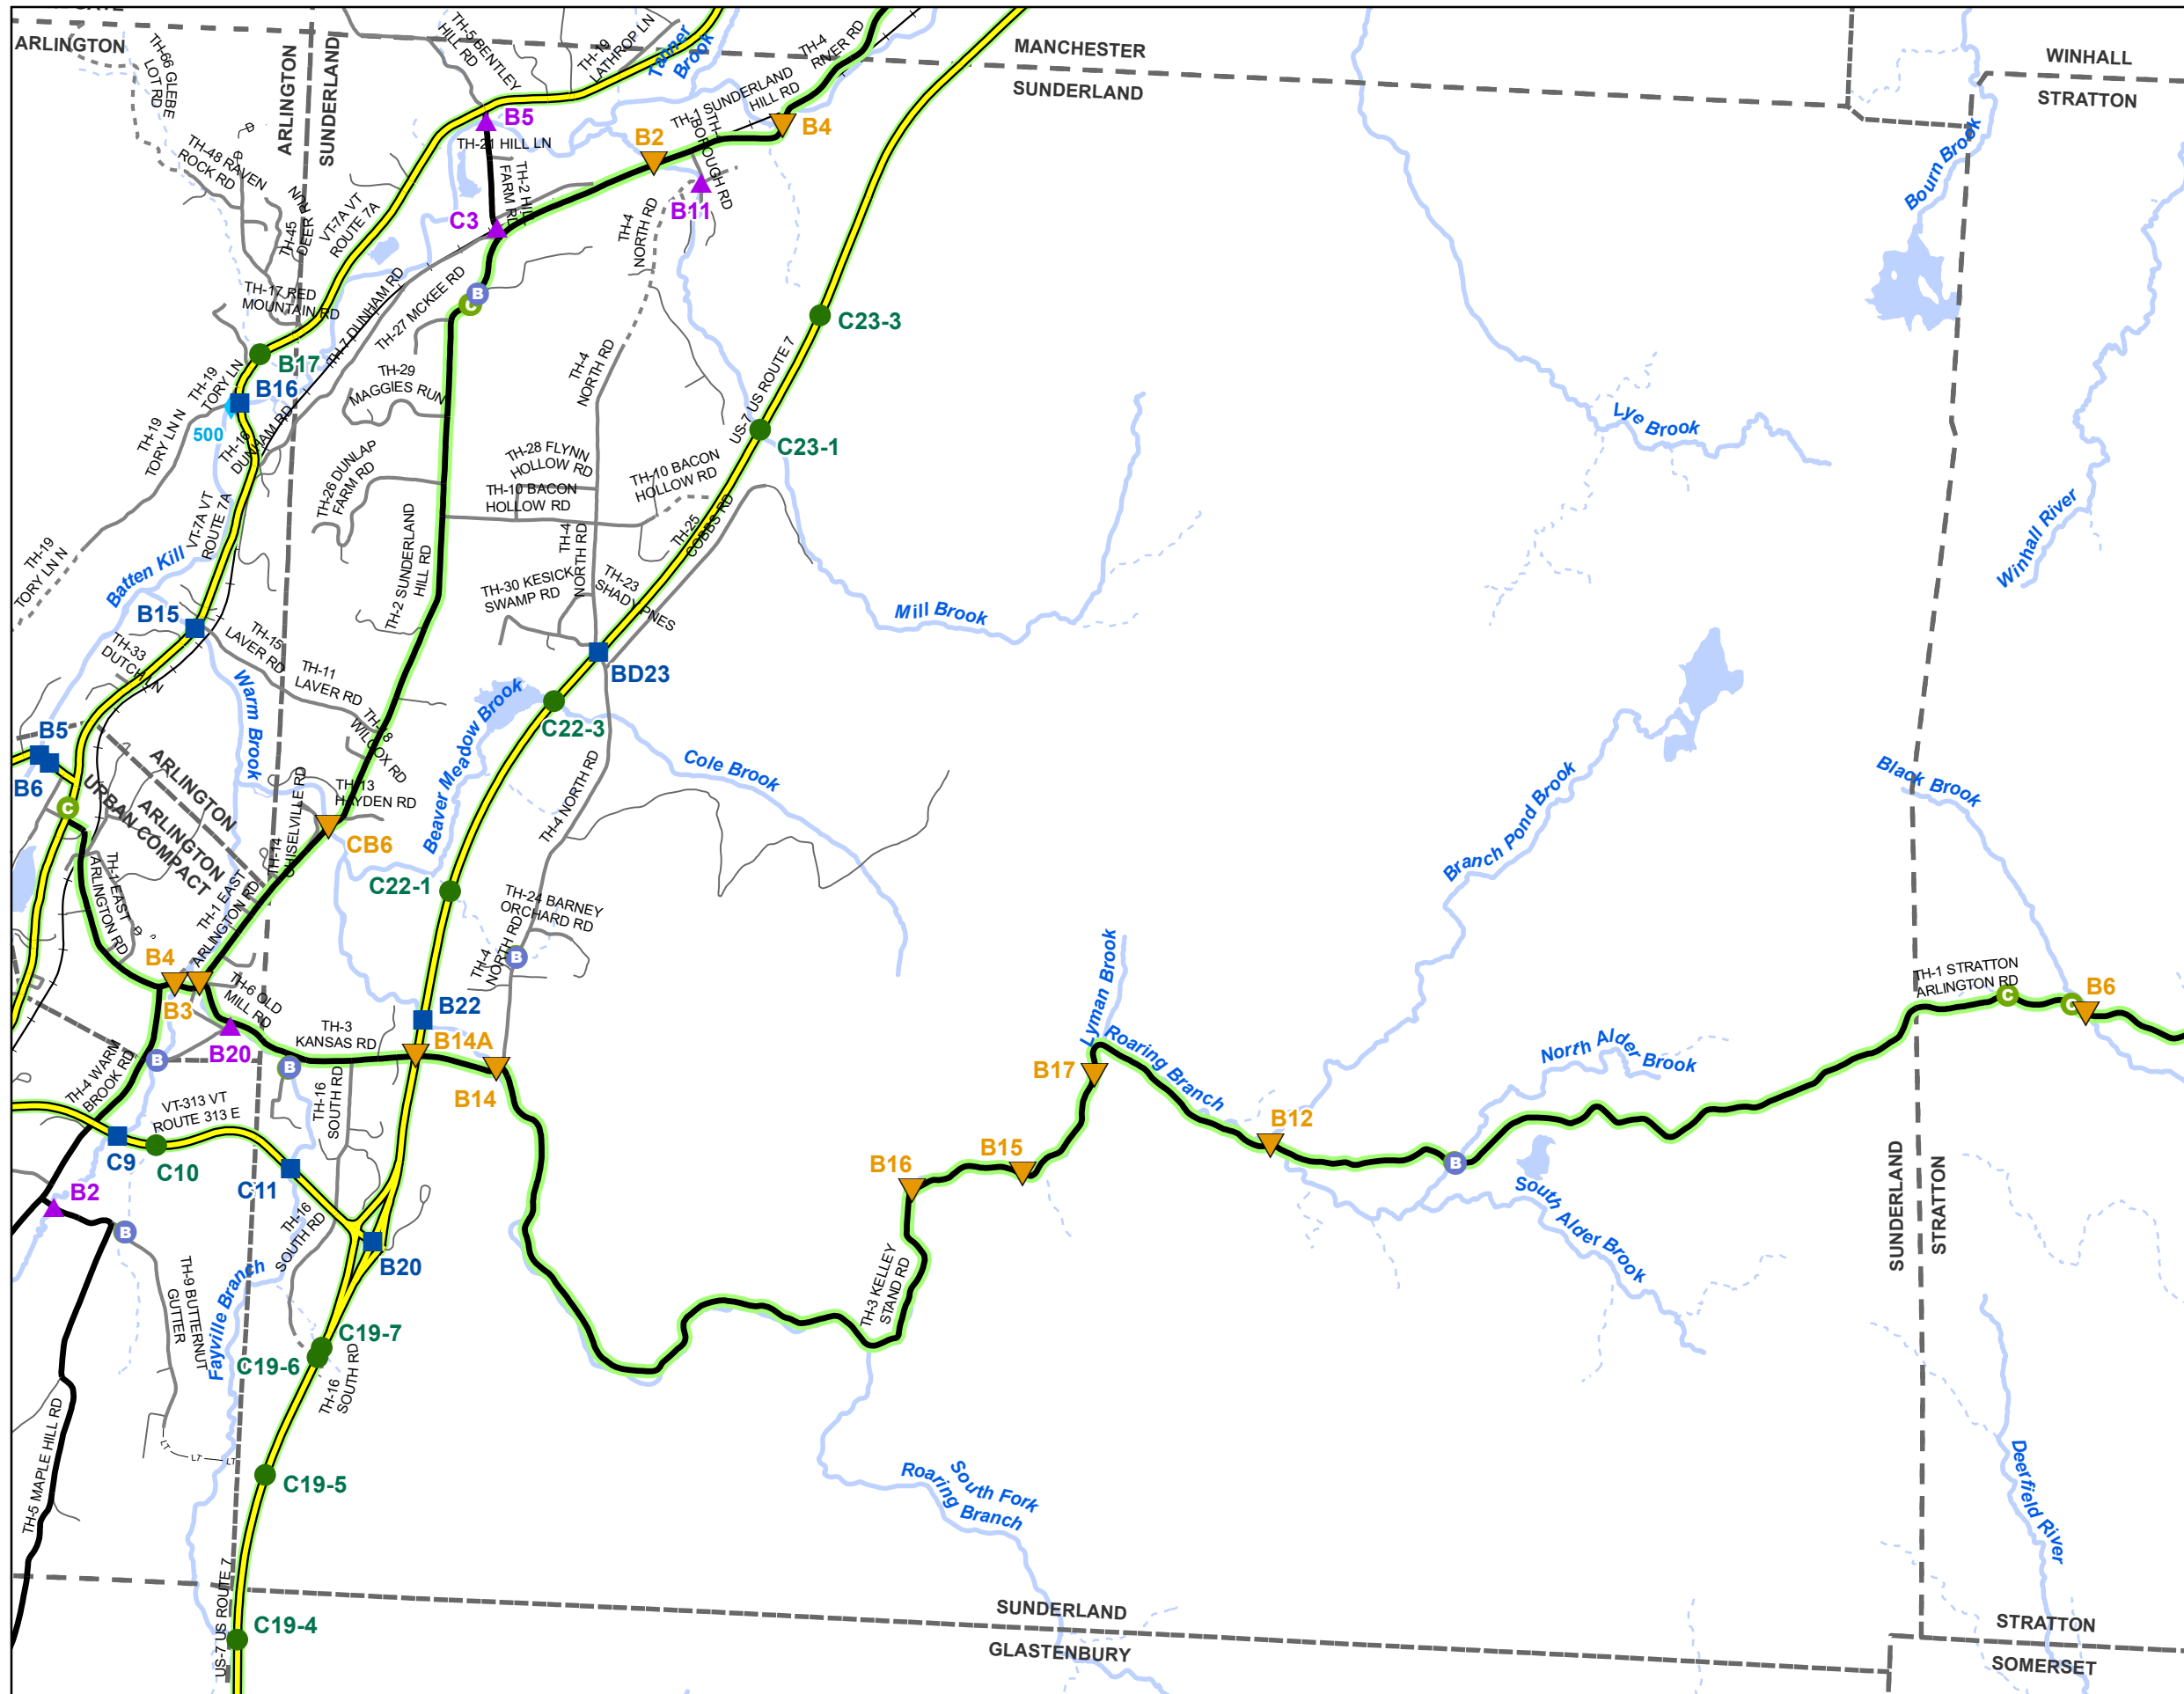 ARLINGTON
TH-66 GLEBE
LOT RD
ARLINGTON
SUNDERLAND
TH-5 BENTLEY
HILL RD
TH-19
LATHROP LN
Tanner
Brook
TH-4
RIVER RD
MANCHESTER
SUNDERLAND
WINHALL
STRATTON
B5
TH-21 HILL LN
TH-1 SUNDERLAND
HILL RD
B2
B4
B11
C3
TH-48 RAVEN
ROCK RD
TH-45
DEER RUN
VT-7A VT
ROUTE 7A
TH-4
NORTH RD
Bourn Brook
TH-17 RED
MOUNTAIN RD
TH-7 DUNHAM RD
TH-27 MCKEE RD
B
C
B17
C23-3
TH-19
TORY LN
B16
500
TH-29
MAGGIES RUN
TH-4
NORTH RD
US-7 US ROUTE 7
C23-1
Lye Brook
TH-19
TORY LN N
TH-16
DUNHAM RD
TH-26 DUNLAP
FARM RD
TH-28 FLYNN
HOLLOW RD
TH-10 BACON
HOLLOW RD
TH-10 BACON
HOLLOW RD
TH-25
COBBS RD
VT-7A VT
ROUTE 7A
TH-2 SUNDERLAND
HILL RD
TH-4
NORTH RD
Winhall River
TH-19
TORY LN N
Batten Kill
TH-30 KESICK
SWAMP RD
TH-23
SHADY PNES
Mill Brook
B15
TH-33
DUTCH LN
TH-15
LAVER RD
TH-11
LAVER RD
BD23
Warm Brook
C22-3
Beaver Meadow Brook
Cole Brook
B5
B6
C
ARLINGTON
ARLINGTON
URBAN COMPACT
WILCOX RD
TH-13
HAYDEN RD
TH-14
CHISELVILLE RD
CB6
TH-4 NORTH RD
Branch Pond Brook
Black Brook
TH-1 EAST
ARLINGTON RD
TH-1 EAST
ARLINGTON RD
C22-1
TH-24 BARNEY
ORCHARD RD
TH-4
NORTH RD
B
B4
B3
TH-6 OLD
MILL RD
Lyman Brook
TH-1 STRATTON
ARLINGTON RD
C
C
B6
B20
TH-3
KANSAS RD
B22
B14A
B14
B
B
TH-4 WARM
BROOK RD
VT-313 VT
ROUTE 313 E
TH-16
SOUTH RD
B17
Roaring Branch
North Alder Brook
C9
C10
C11
B16
B15
B12
B
B2
B
TH-16
SOUTH RD
B20
South Alder Brook
SUNDERLAND
STRATTON
TH-9 BUTTERNUT
GUTTER
Fayville Branch
TH-3 KELLEY
STAND RD
C19-7
C19-6
TH-16
SOUTH RD
TH-5 MAPLE HILL RD
LT
LT
LT
C19-5
South Fork
Roaring Branch
Deerfield River
US-7 US ROUTE 7
C19-4
SUNDERLAND
GLASTENBURY
STRATTON
SOMERSET